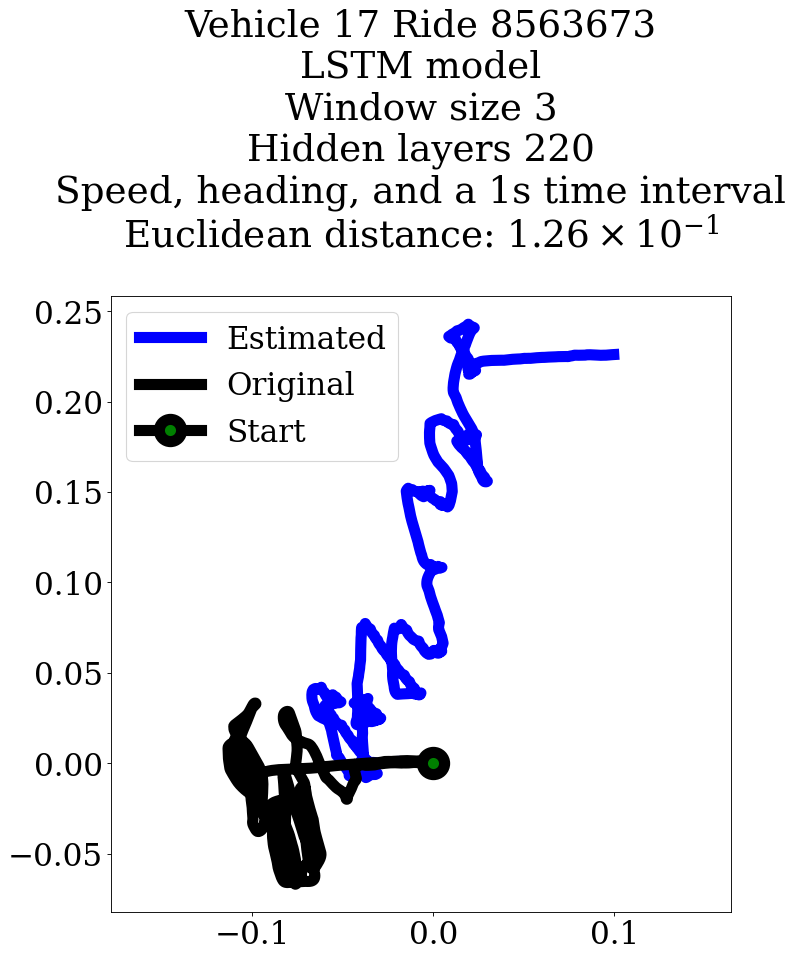 Vehicle 17 Ride 8563673
LSTM model
Window size 3
Hidden layers 220
Speed, heading, and a 1s time interval
Euclidean distance: 1.26 × 10⁻¹
Estimated
Original
Start
0.25
0.20
0.15
0.10
0.05
0.00
−0.05
−0.1 0.0 0.1